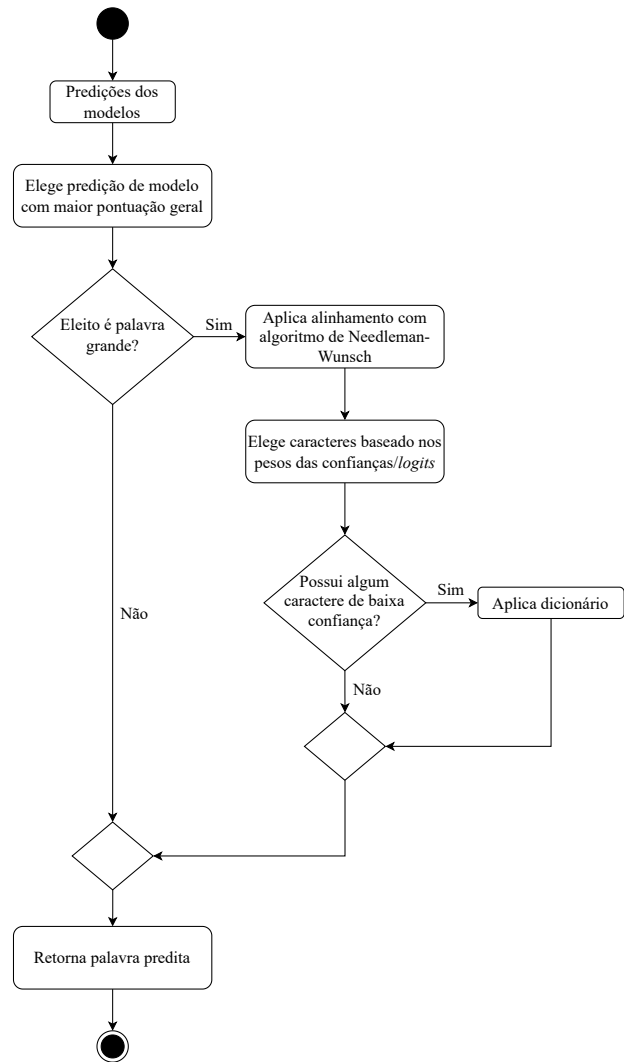 Predições dos
modelos
Elege predição de modelo
com maior pontuação geral
Eleito é palavra
grande?
Sim
Aplica alinhamento com
algoritmo de Needleman-
Wunsch
Elege caracteres baseado nos
pesos das confianças/logits
Possui algum
caractere de baixa
confiança?
Sim
Aplica dicionário
Não
Não
Retorna palavra predita